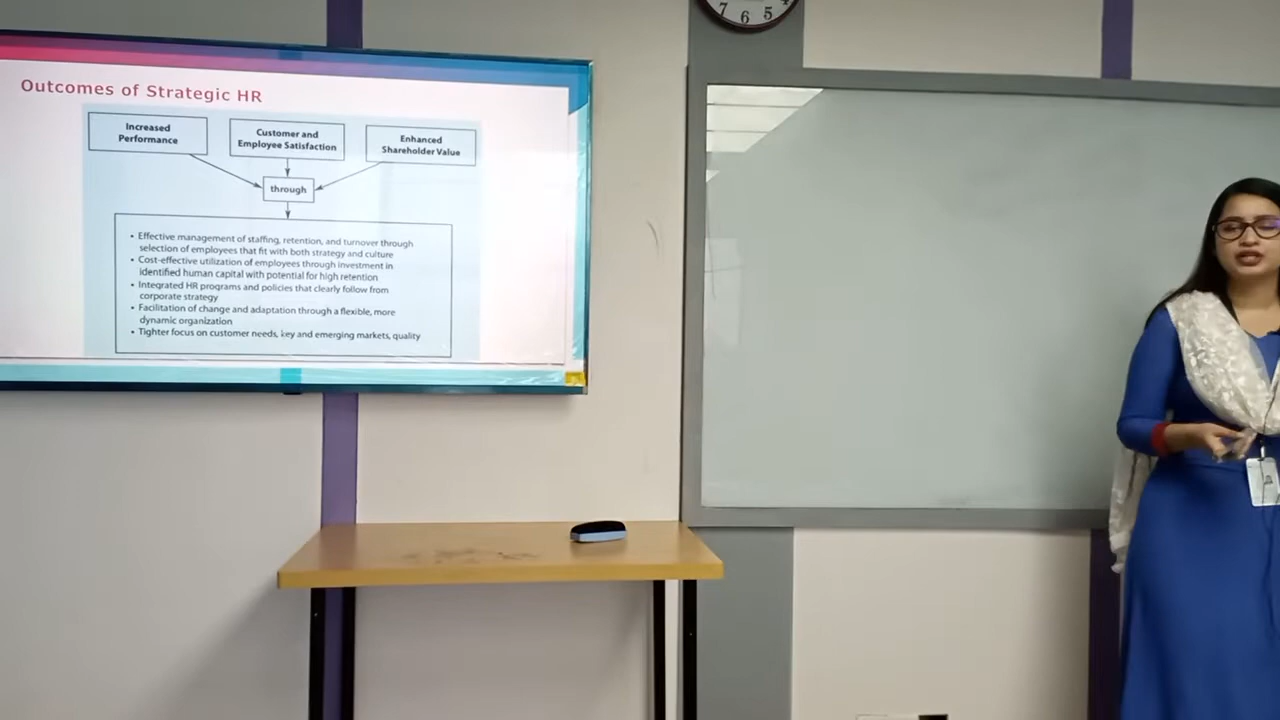 7 6 5
Outcomes of Strategic HR
Increased
Performance
Customer and
Employee Satisfaction
Enhanced
Shareholder Value
through
• Effective management of staffing, retention, and turnover through
selection of employees that fit with both strategy and culture
• Cost-effective utilization of employees through investment in
identified human capital with potential for high retention
• Integrated HR programs and policies that clearly follow from
corporate strategy
• Facilitation of change and adaptation through a flexible, more
dynamic organization
• Tighter focus on customer needs, key and emerging markets, quality